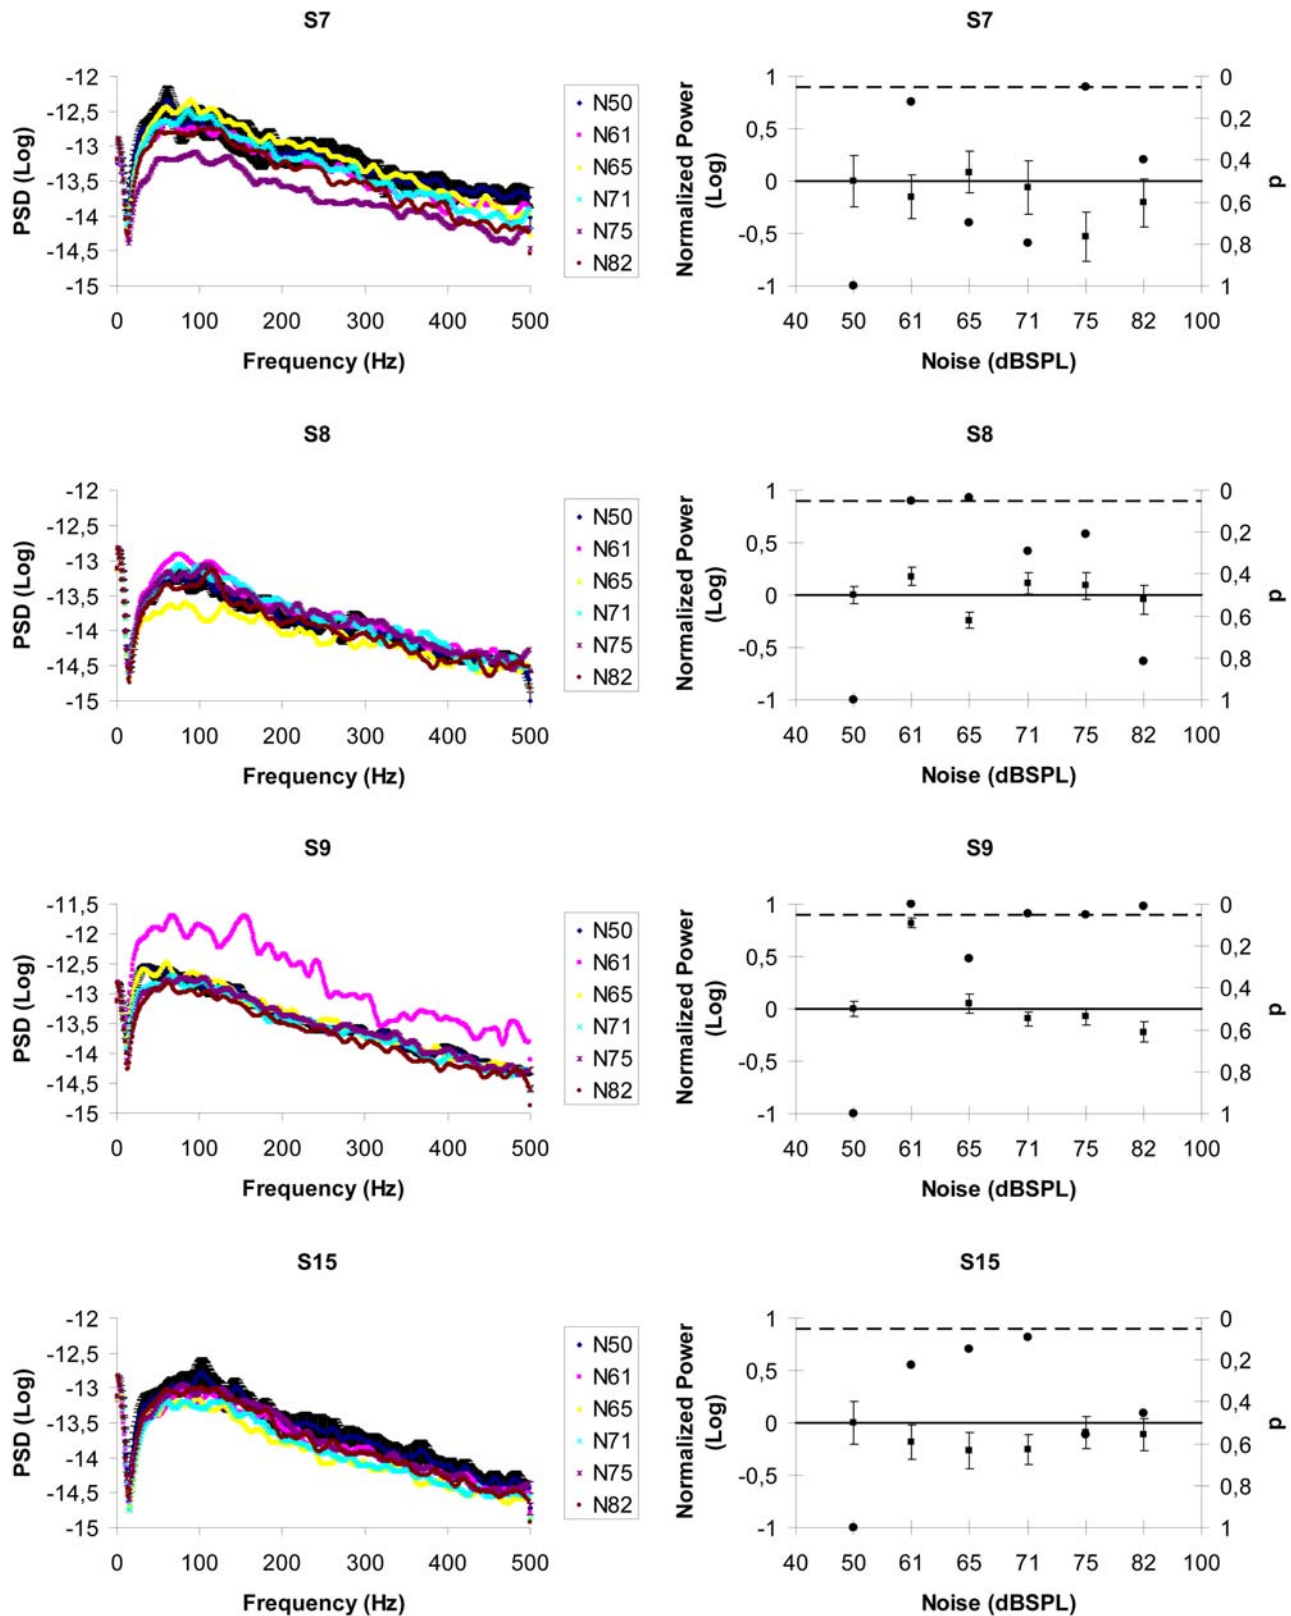 S7
PSD (Log)
-12
-12,5
-13
-13,5
-14
-14,5
-15
0 100 200 300 400 500
Frequency (Hz)
N50
N61
N65
N71
N75
N82
S7
Normalized Power
(Log)
1
0,5
0
-0,5
-1
0
0,2
0,4
0,6
0,8
1
p
40 50 61 65 71 75 82 100
Noise (dBSPL)
S8
PSD (Log)
-12
-12,5
-13
-13,5
-14
-14,5
-15
0 100 200 300 400 500
Frequency (Hz)
N50
N61
N65
N71
N75
N82
S8
Normalized Power
(Log)
1
0,5
0
-0,5
-1
0
0,2
0,4
0,6
0,8
1
p
40 50 61 65 71 75 82 100
Noise (dBSPL)
S9
PSD (Log)
-11,5
-12
-12,5
-13
-13,5
-14
-14,5
-15
0 100 200 300 400 500
Frequency (Hz)
N50
N61
N65
N71
N75
N82
S9
Normalized Power
(Log)
1
0,5
0
-0,5
-1
0
0,2
0,4
0,6
0,8
1
p
40 50 61 65 71 75 82 100
Noise (dBSPL)
S15
PSD (Log)
-12
-12,5
-13
-13,5
-14
-14,5
-15
0 100 200 300 400 500
Frequency (Hz)
N50
N61
N65
N71
N75
N82
S15
Normalized Power
(Log)
1
0,5
0
-0,5
-1
0
0,2
0,4
0,6
0,8
1
p
40 50 61 65 71 75 82 100
Noise (dBSPL)